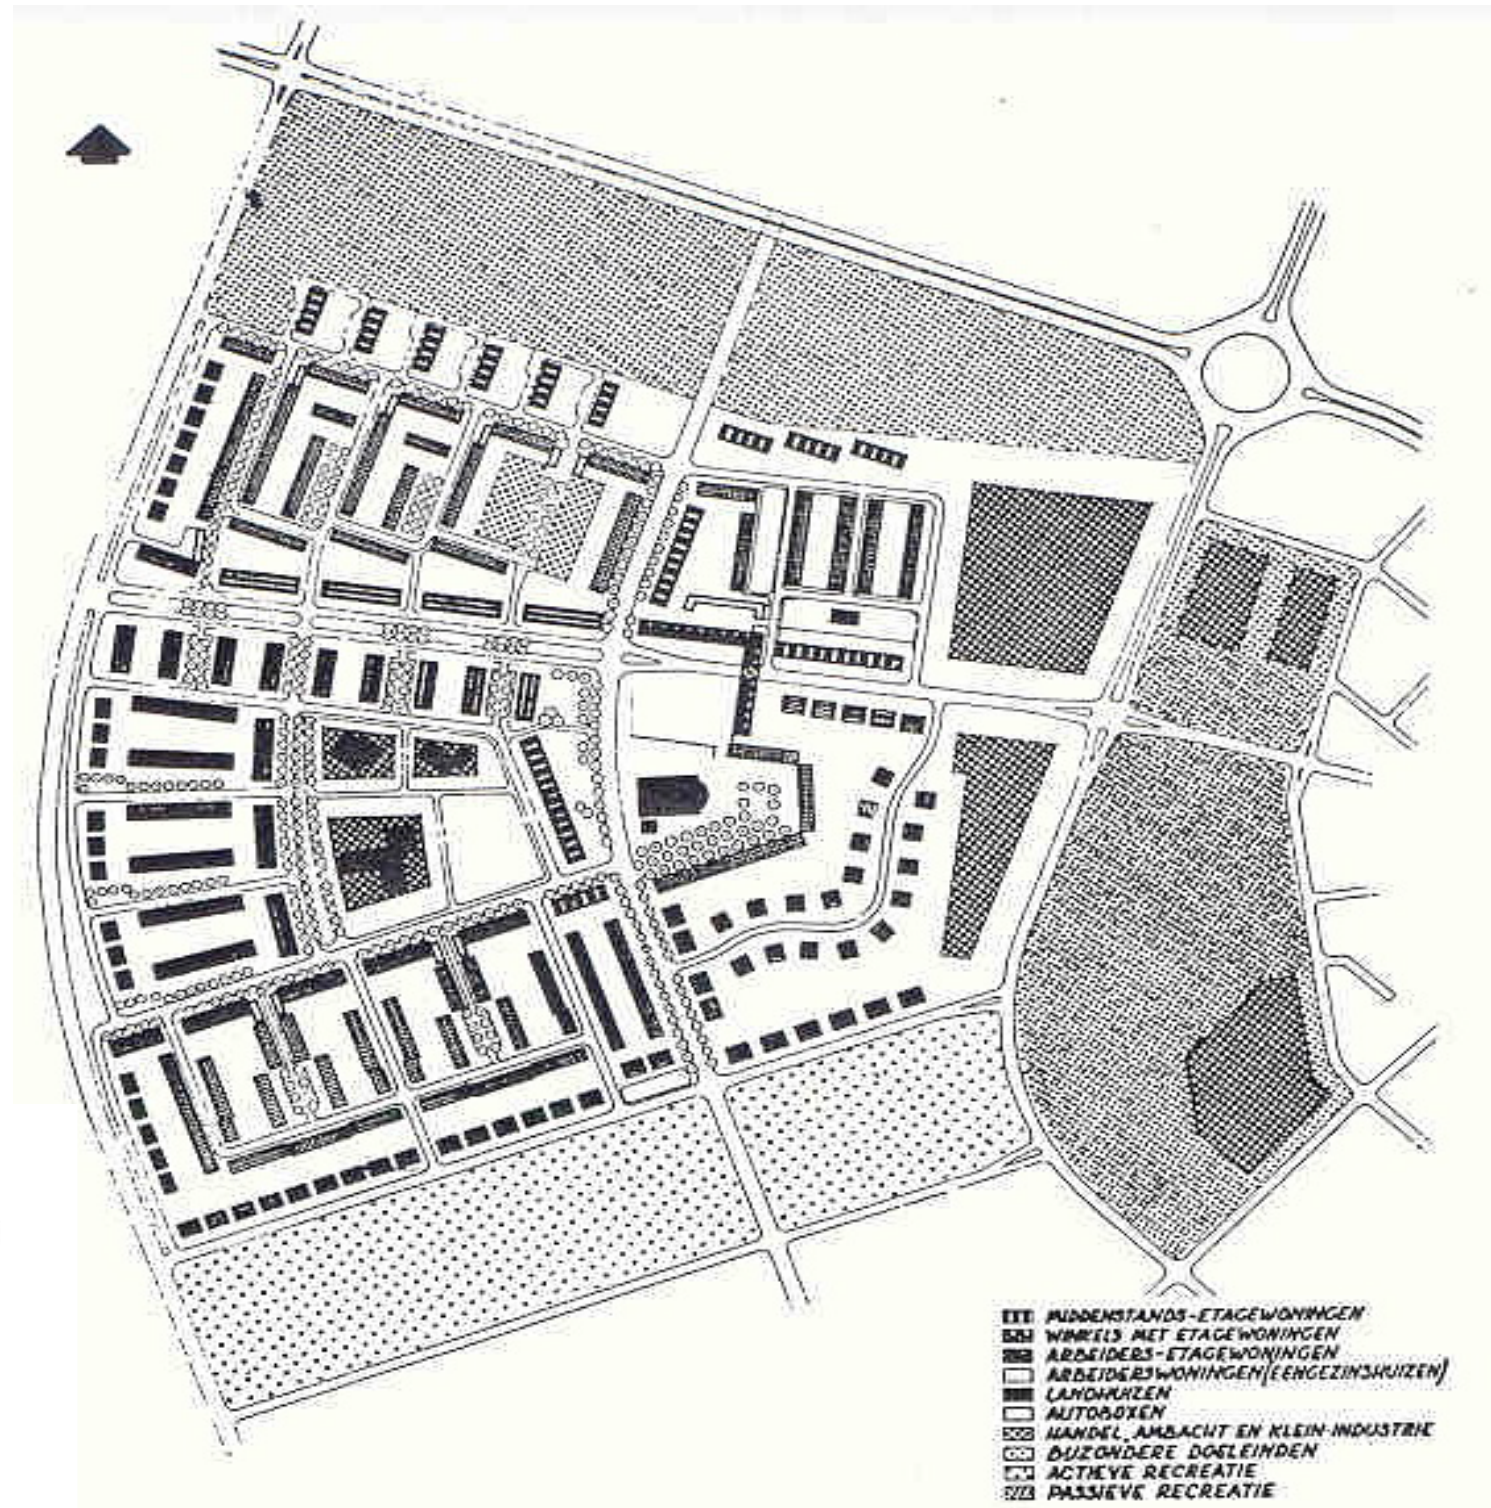 MIDDENSTANDS-ETAGEWONINGEN
WINKELS MET ETAGEWONINGEN
ARBEIDERS-ETAGEWONINGEN
ARBEIDERSWONINGEN (EENGEZINSHUIZEN)
LANDHUIZEN
AUTOBOXEN
HANDEL, AMBACHT EN KLEIN-INDUSTRIE
BIJZONDERE DOELEINDEN
ACTIEVE RECREATIE
PASSIEVE RECREATIE